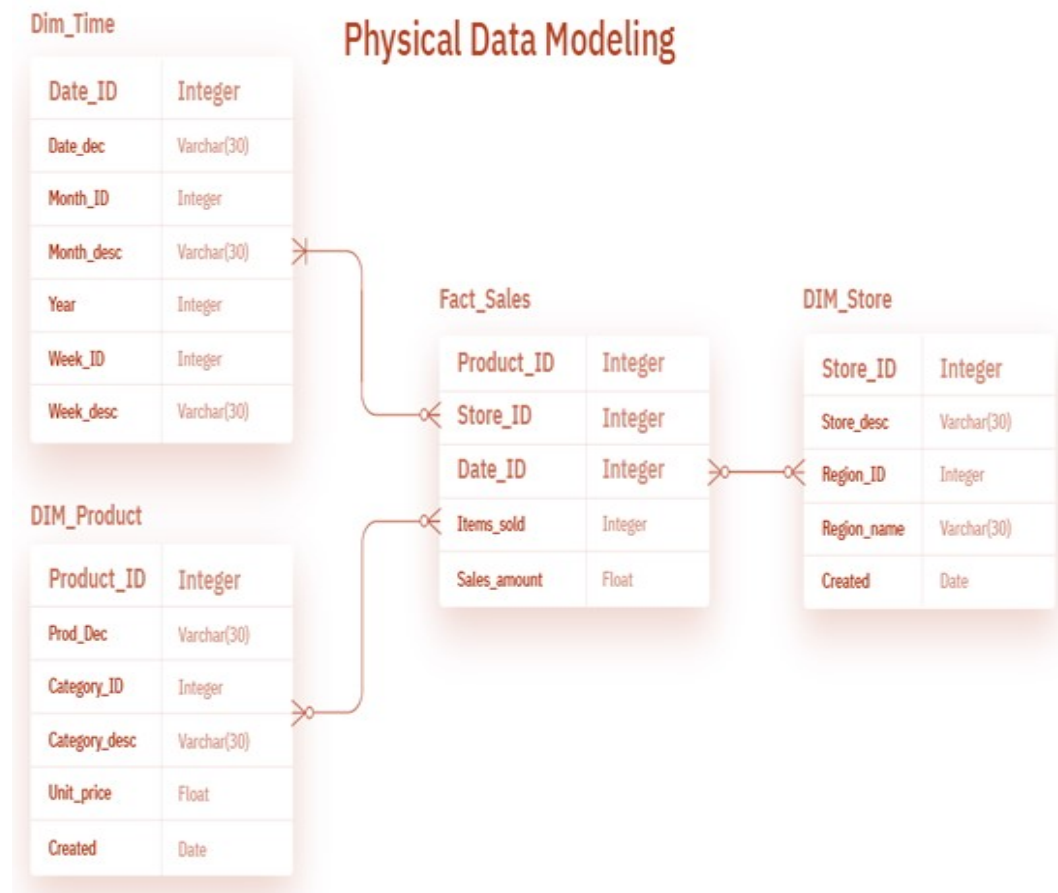 Physical Data Modeling
Dim_Time
Date_ID Integer
Date_dec Varchar(30)
Month_ID Integer
Month_desc Varchar(30)
Year Integer
Week_ID Integer
Week_desc Varchar(30)
DIM_Product
Product_ID Integer
Prod_Dec Varchar(30)
Category_ID Integer
Category_desc Varchar(30)
Unit_price Float
Created Date
Fact_Sales
Product_ID Integer
Store_ID Integer
Date_ID Integer
Items_sold Integer
Sales_amount Float
DIM_Store
Store_ID Integer
Store_desc Varchar(30)
Region_ID Integer
Region_name Varchar(30)
Created Date